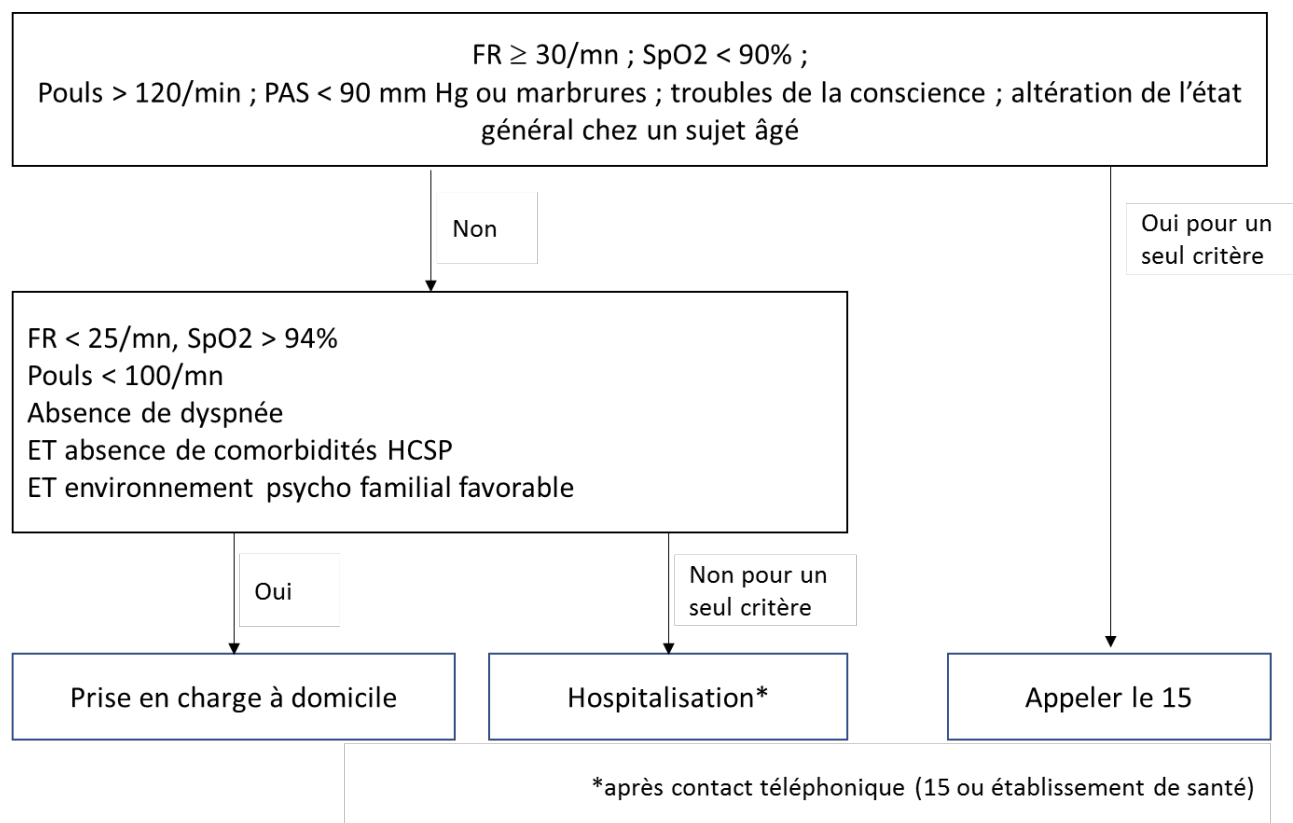 FR ≥ 30/mn ; SpO2 < 90% ;
Pouls > 120/min ; PAS < 90 mm Hg ou marbrures ; troubles de la conscience ; altération de l’état
général chez un sujet âgé
Non
Oui pour un
seul critère
FR < 25/mn, SpO2 > 94%
Pouls < 100/mn
Absence de dyspnée
ET absence de comorbidités HCSP
ET environnement psycho familial favorable
Oui
Non pour un
seul critère
Prise en charge à domicile
Hospitalisation*
Appeler le 15
*après contact téléphonique (15 ou établissement de santé)